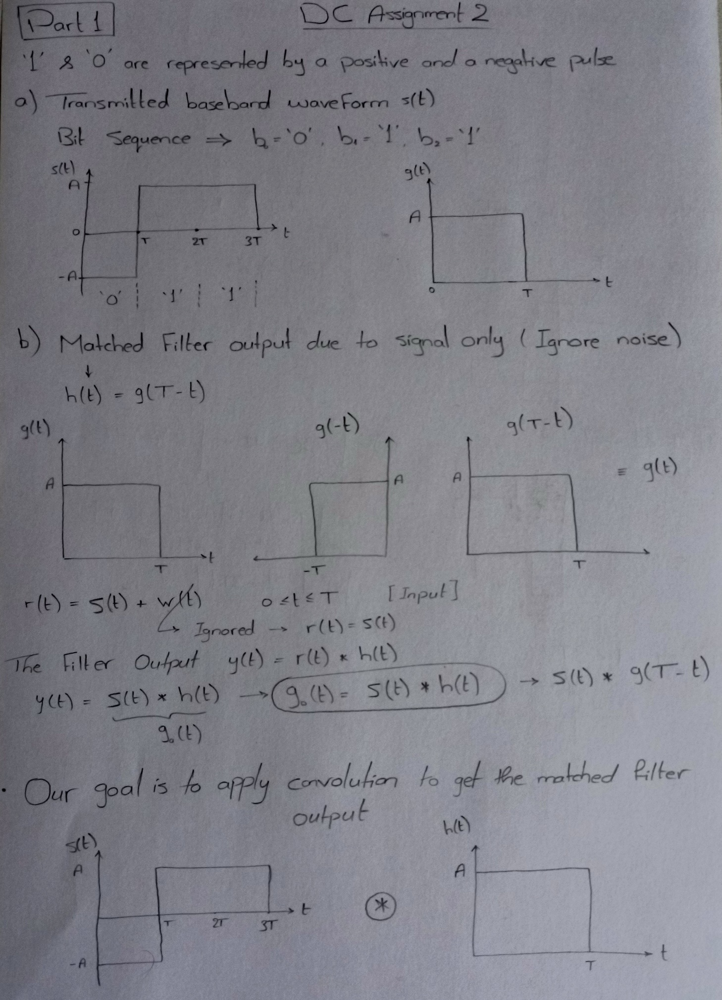 Part 1
DC Assignment 2
'1' & '0' are represented by a positive and a negative pulse
a) Transmitted baseband waveform s(t)
Bit Sequence ⇒ b₀ = '0', b₁ = '1', b₂ = '1'
s(t)
A
0
T 2T 3T t
-A
'0' '1' '1'
g(t)
A
0 T t
b) Matched Filter output due to signal only (Ignore noise)
↓
h(t) = g(T-t)
g(t)
A
T t
g(-t)
A
-T
g(T-t)
A
T
≡ g(t)
r(t) = s(t) + w(t) 0 ≤ t ≤ T [Input]
↳ Ignored → r(t) = s(t)
The Filter Output y(t) = r(t) * h(t)
y(t) = s(t) * h(t) → g₀(t) = s(t) * h(t) → s(t) * g(T-t)
g₀(t)
. Our goal is to apply convolution to get the matched filter
output
s(t)
A
T 2T 3T t
-A
*
h(t)
A
T t